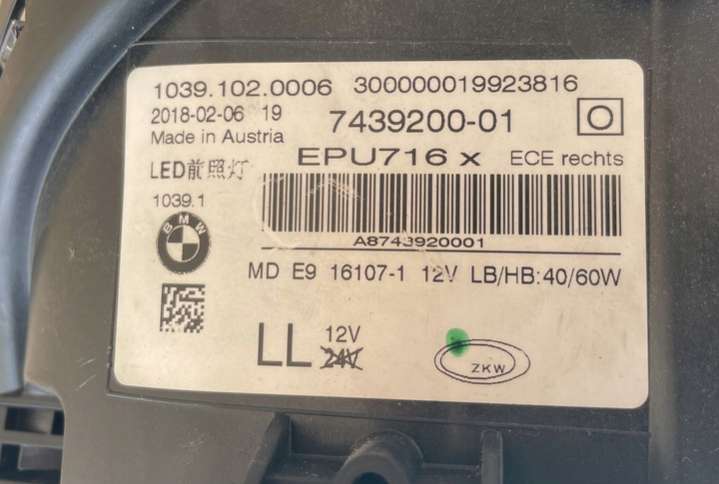 1039.102.0006 300000019923816
2018-02-06 19 7439200-01 O
Made in Austria
EPU716 x ECE rechts
LED前照灯
1039.1
BMW
A8743920001
MD E9 16107-1 12V LB/HB:40/60W
LL 12V
24V
ZKW